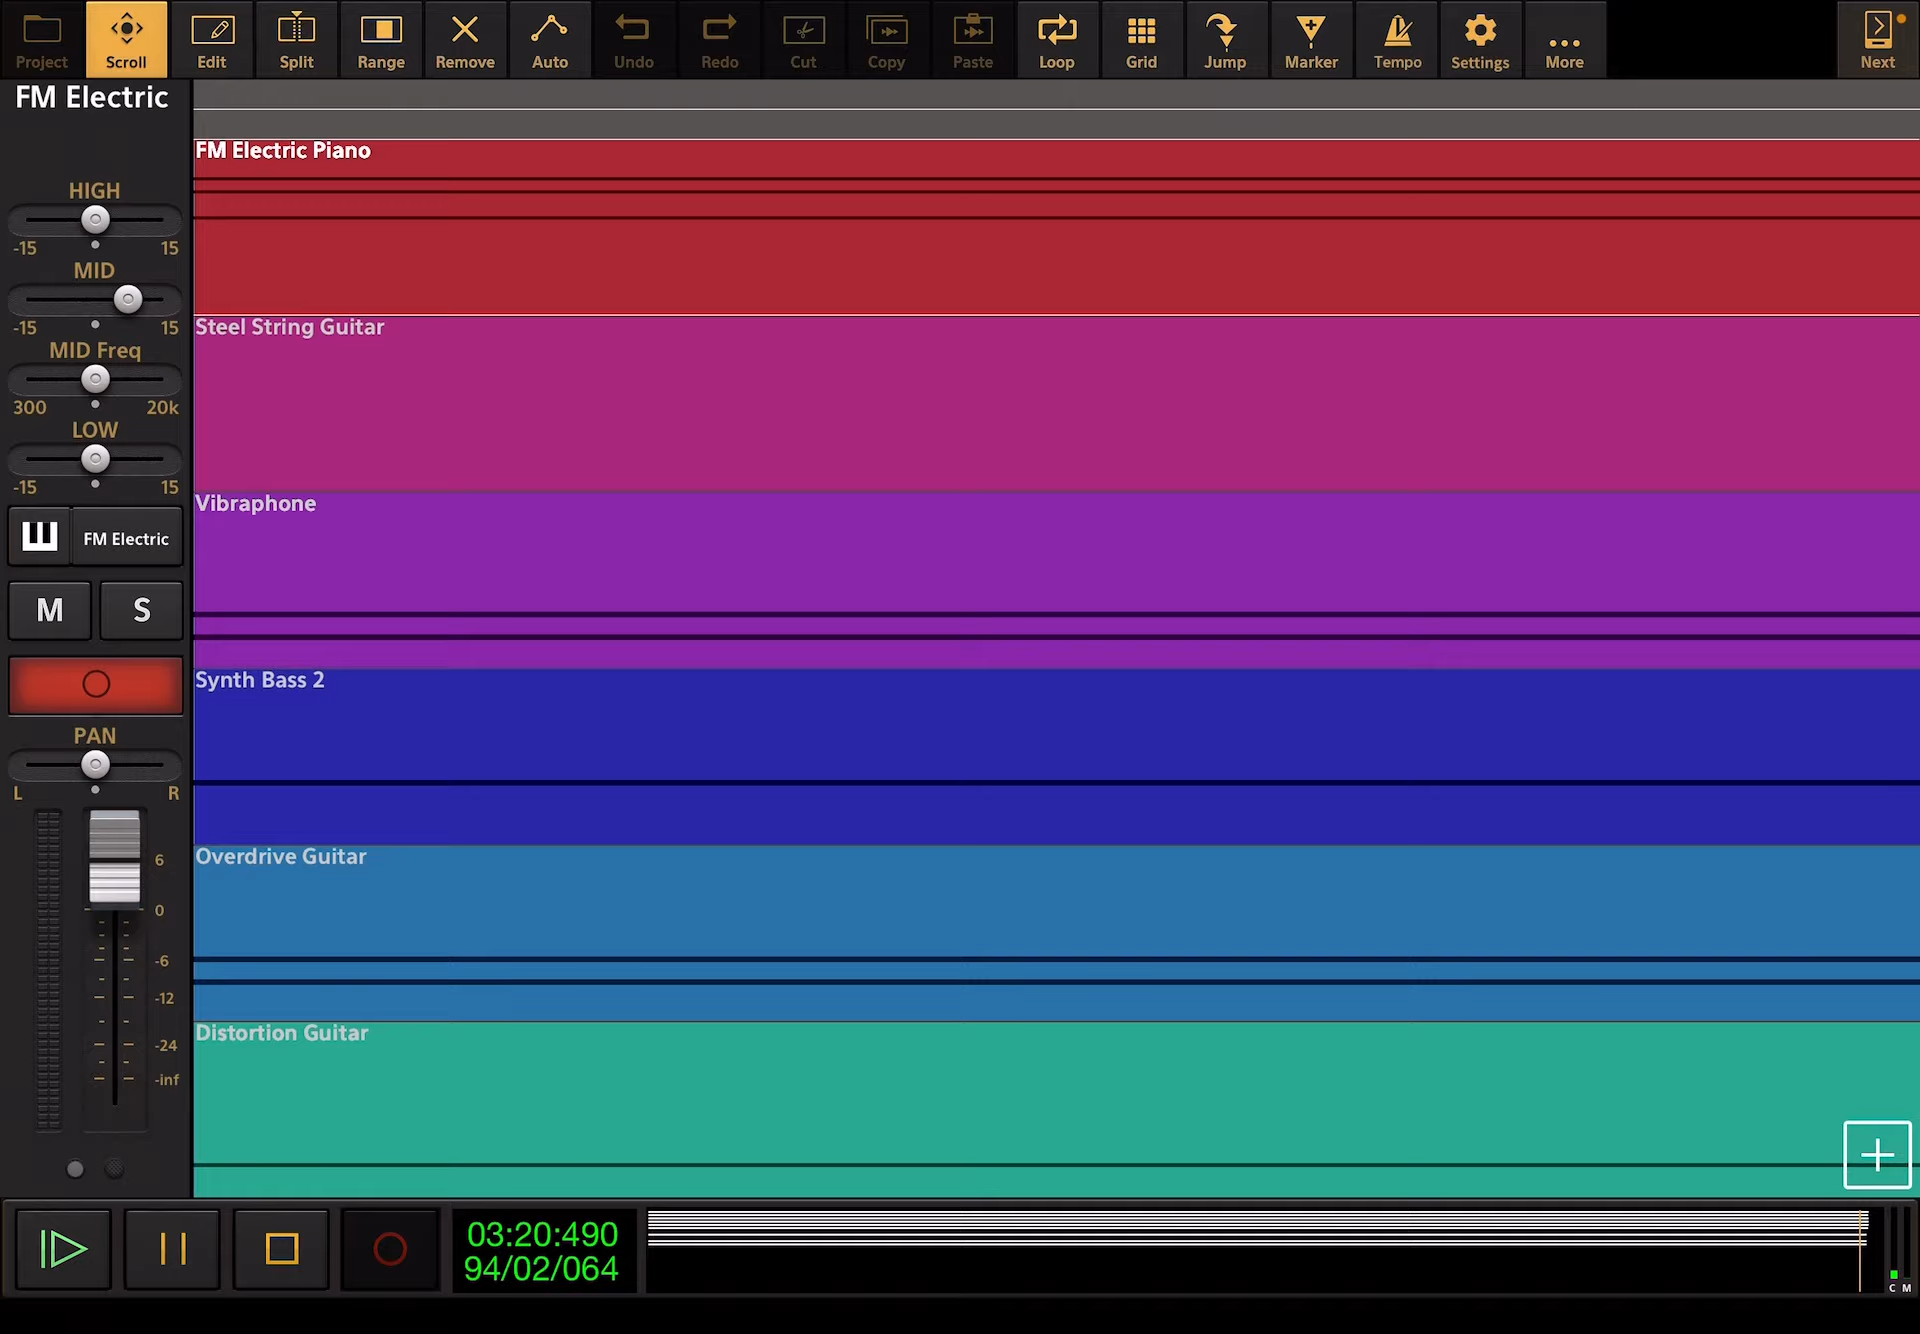 Project Scroll Edit Split Range Remove Auto Undo Redo Cut Copy Paste Loop Grid Jump Marker Tempo Settings More Next
FM Electric
FM Electric Piano
HIGH
-15 15
MID
-15 15
MID Freq
300 20k
LOW
-15 15
FM Electric
M S
PAN
L R
6
0
-6
-12
-24
-inf
Steel String Guitar
Vibraphone
Synth Bass 2
Overdrive Guitar
Distortion Guitar
03:20:490
94/02/064
C M